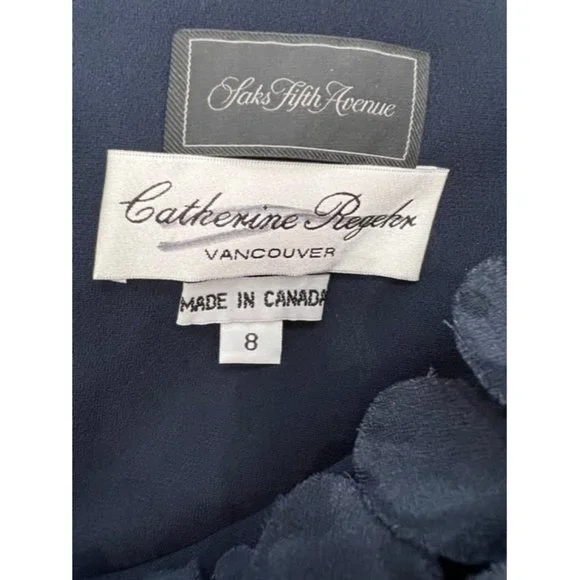 Saks Fifth Avenue
Catherine Regehr
VANCOUVER
MADE IN CANADA
8